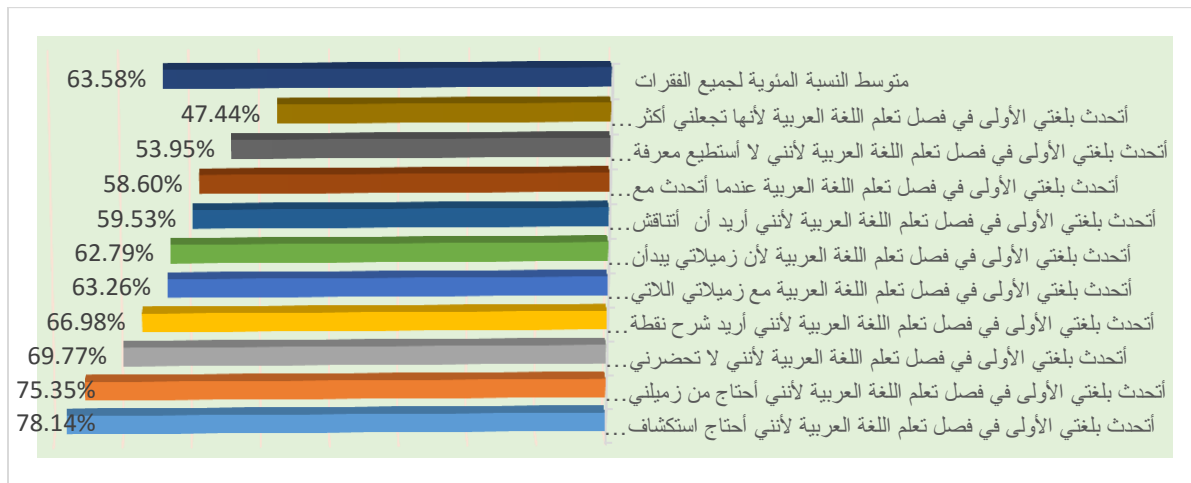 متوسط النسبة المئوية لجميع الفقرات 63.58%
أتحدث بلغتي الأولى في فصل تعلم اللغة العربية لأنها تجعلني أكثر... 47.44%
أتحدث بلغتي الأولى في فصل تعلم اللغة العربية لأنني لا أستطيع معرفة... 53.95%
أتحدث بلغتي الأولى في فصل تعلم اللغة العربية عندما أتحدث مع... 58.60%
أتحدث بلغتي الأولى في فصل تعلم اللغة العربية لأنني أريد أن أتناقش... 59.53%
أتحدث بلغتي الأولى في فصل تعلم اللغة العربية لأن زميلاتي يبدأن... 62.79%
أتحدث بلغتي الأولى في فصل تعلم اللغة العربية مع زميلاتي اللاتي... 63.26%
أتحدث بلغتي الأولى في فصل تعلم اللغة العربية لأنني أريد شرح نقطة... 66.98%
أتحدث بلغتي الأولى في فصل تعلم اللغة العربية لأنني لا تحضرني... 69.77%
أتحدث بلغتي الأولى في فصل تعلم اللغة العربية لأنني أحتاج من زميلتي... 75.35%
أتحدث بلغتي الأولى في فصل تعلم اللغة العربية لأنني أحتاج استكشاف... 78.14%